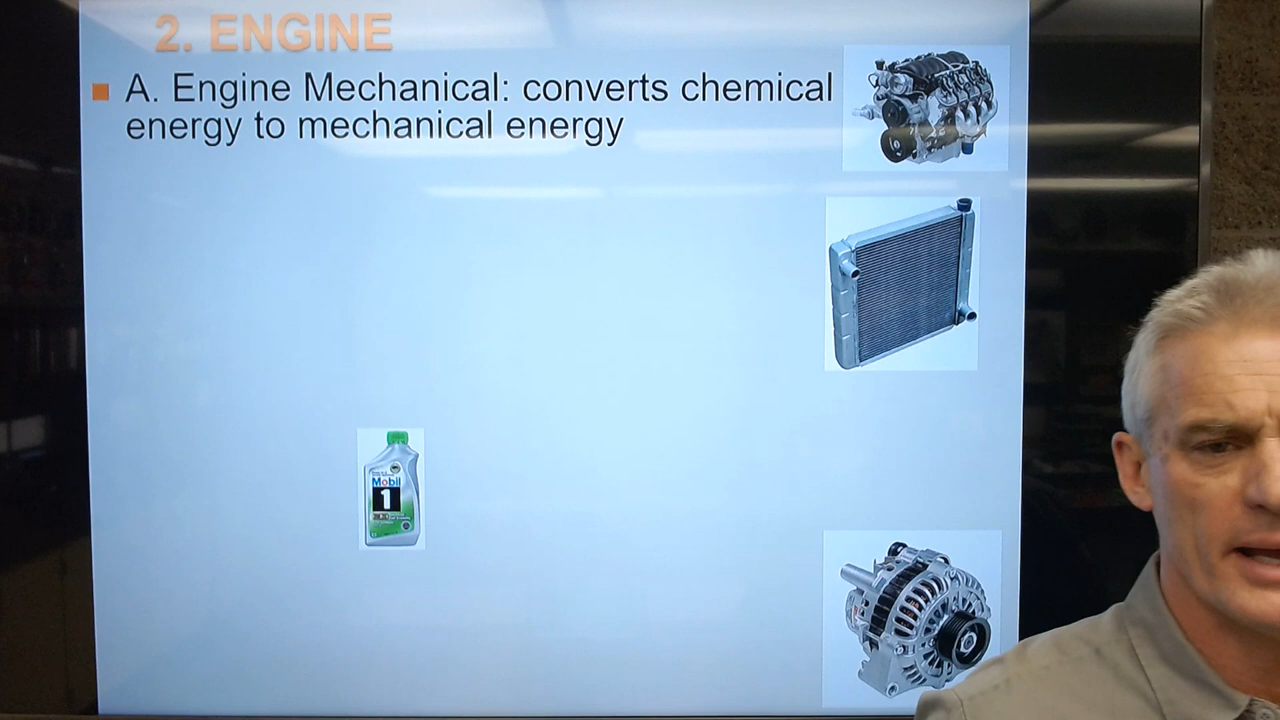 2. ENGINE
A. Engine Mechanical: converts chemical
energy to mechanical energy
Mobil
1